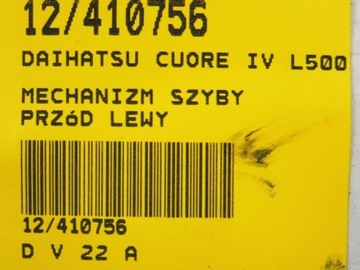 12/410756
DAIHATSU CUORE IV L500
MECHANIZM SZYBY
PRZóD LEWY
12/410756
D V 22 A